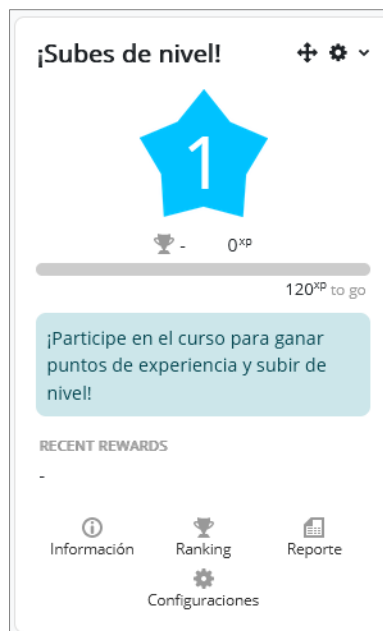 ¡Subes de nivel!
1
- 0xp
120xp to go
¡Participe en el curso para ganar
puntos de experiencia y subir de
nivel!
RECENT REWARDS
-
Información Ranking Reporte
Configuraciones